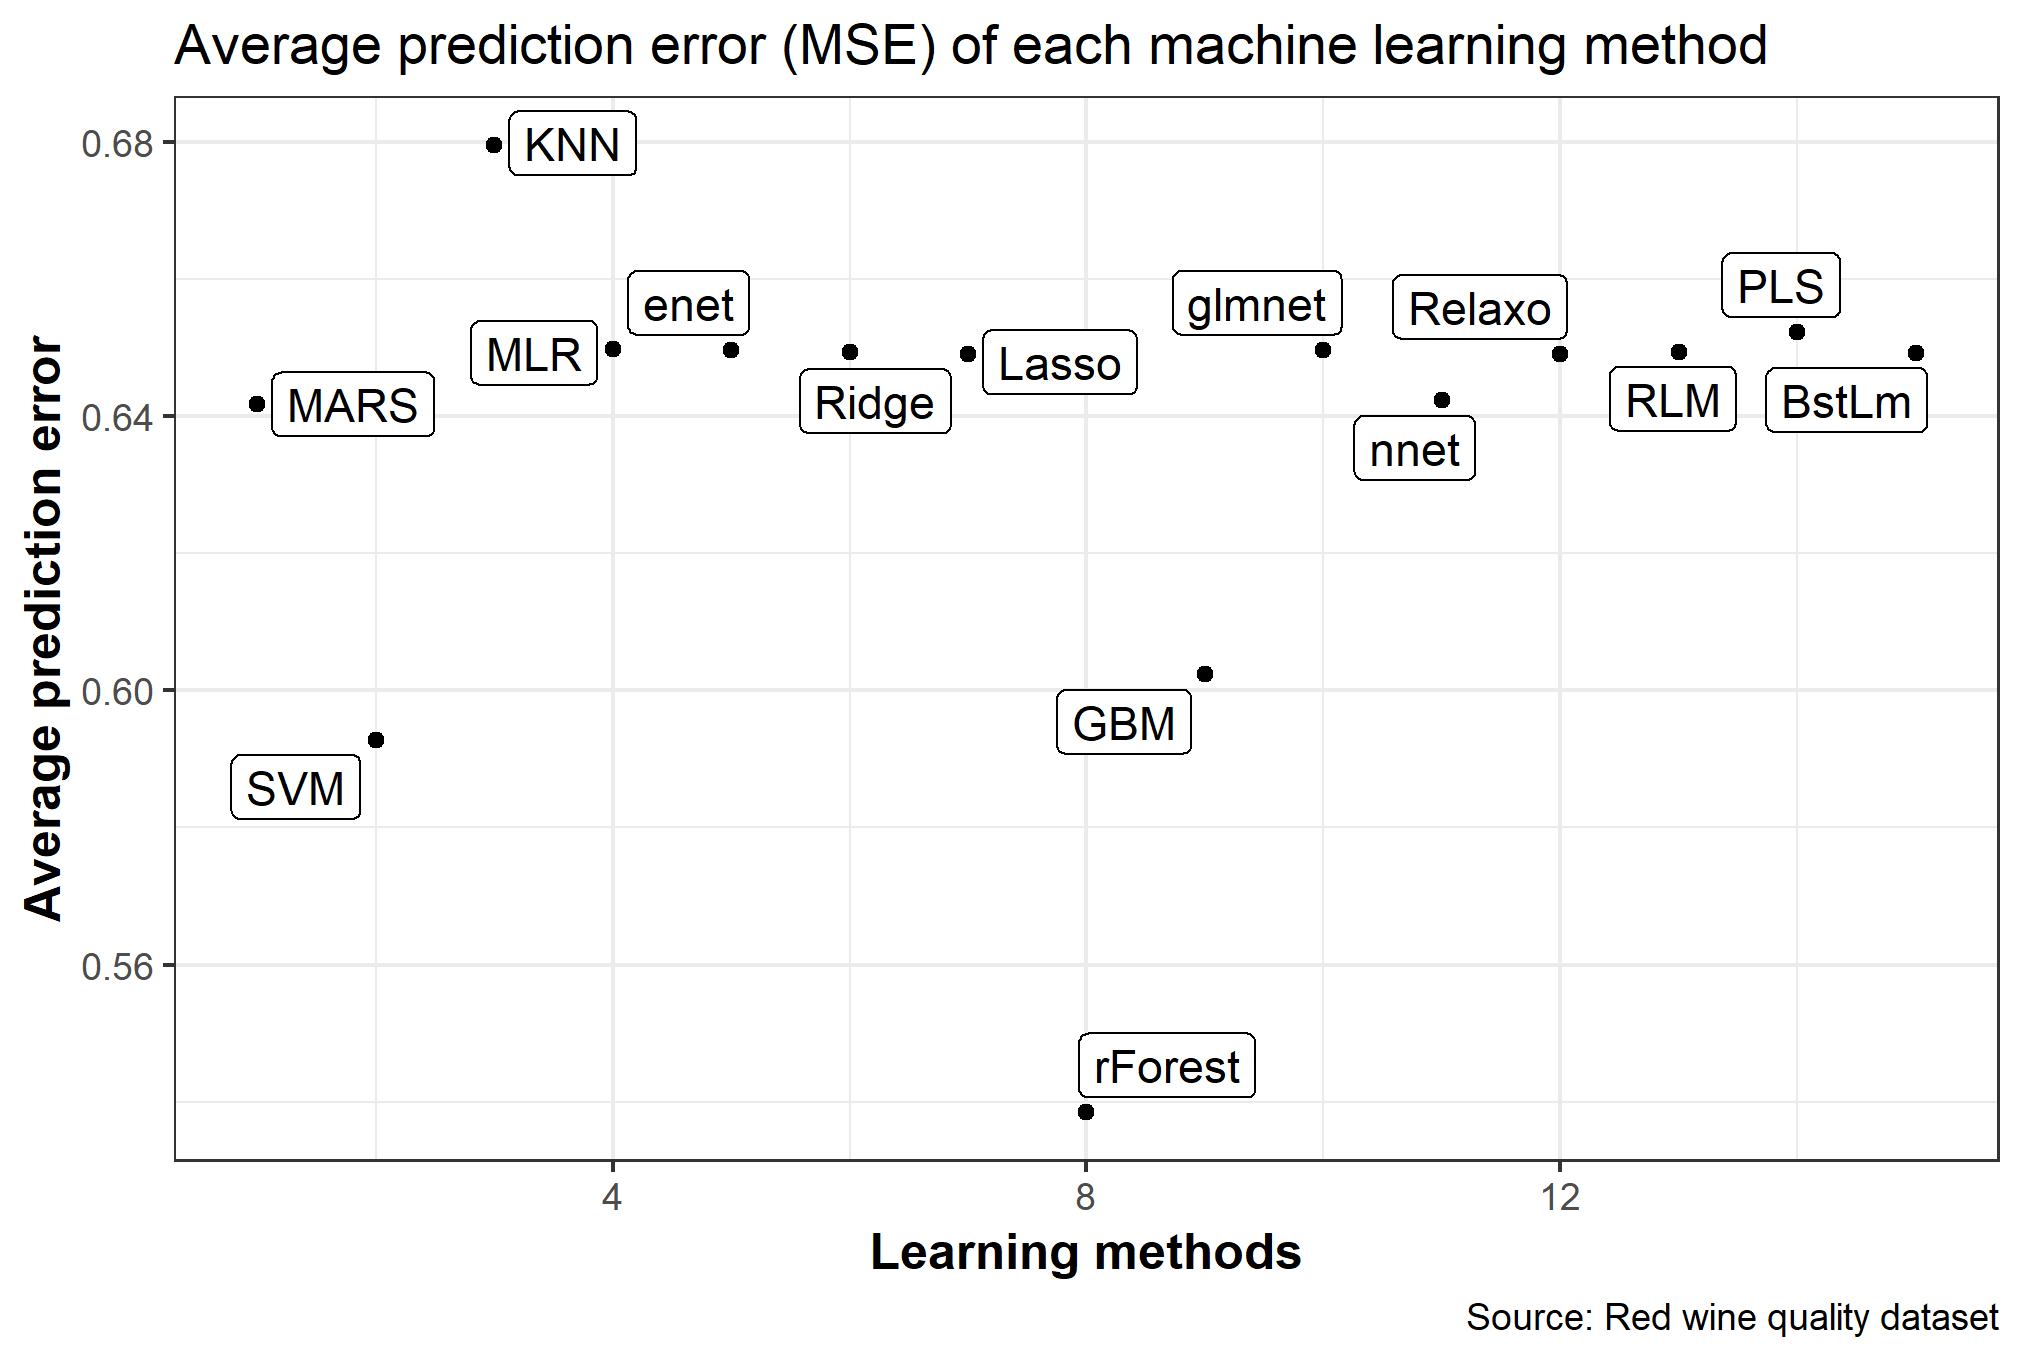 Average prediction error (MSE) of each machine learning method
Average prediction error
0.68
0.64
0.60
0.56
KNN
enet
glmnet
Relaxo
PLS
MLR
Lasso
MARS
Ridge
RLM
BstLm
nnet
GBM
SVM
rForest
4
8
12
Learning methods
Source: Red wine quality dataset